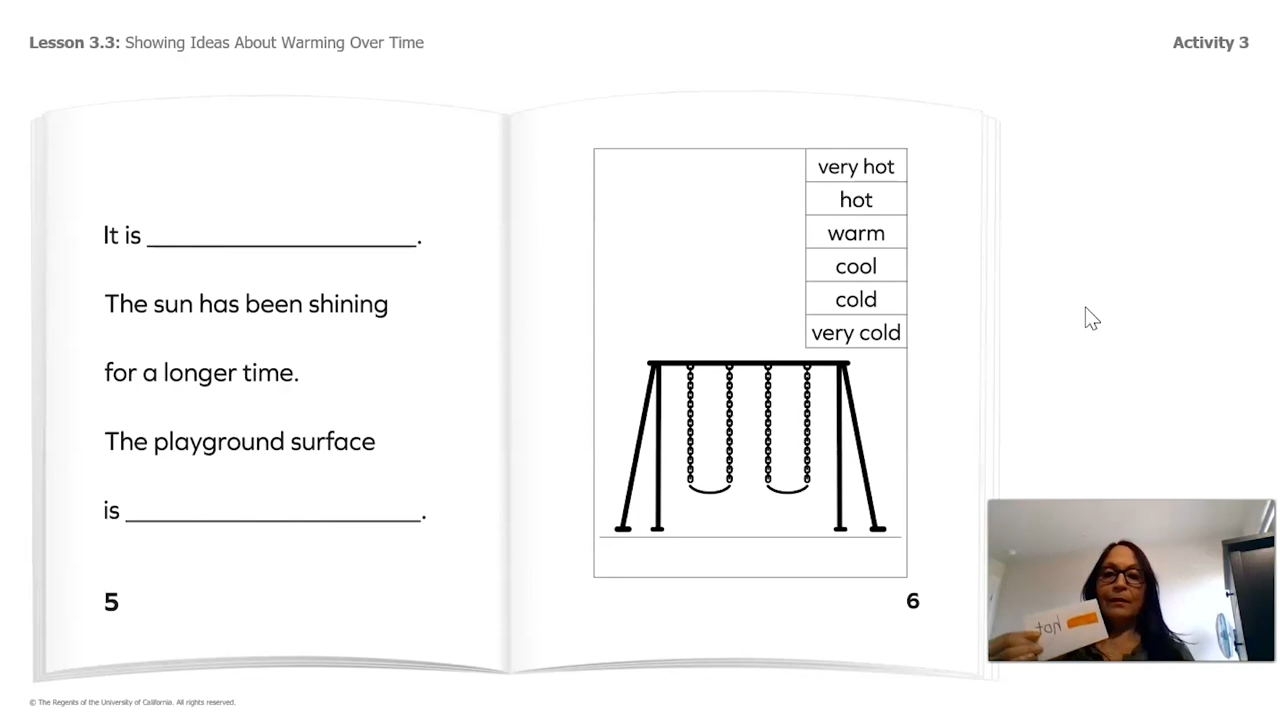 Lesson 3.3: Showing Ideas About Warming Over Time
Activity 3
It is ____________________.
The sun has been shining
for a longer time.
The playground surface
is ______________________.
5
very hot
hot
warm
cool
cold
very cold
6
hot
© The Regents of the University of California. All rights reserved.